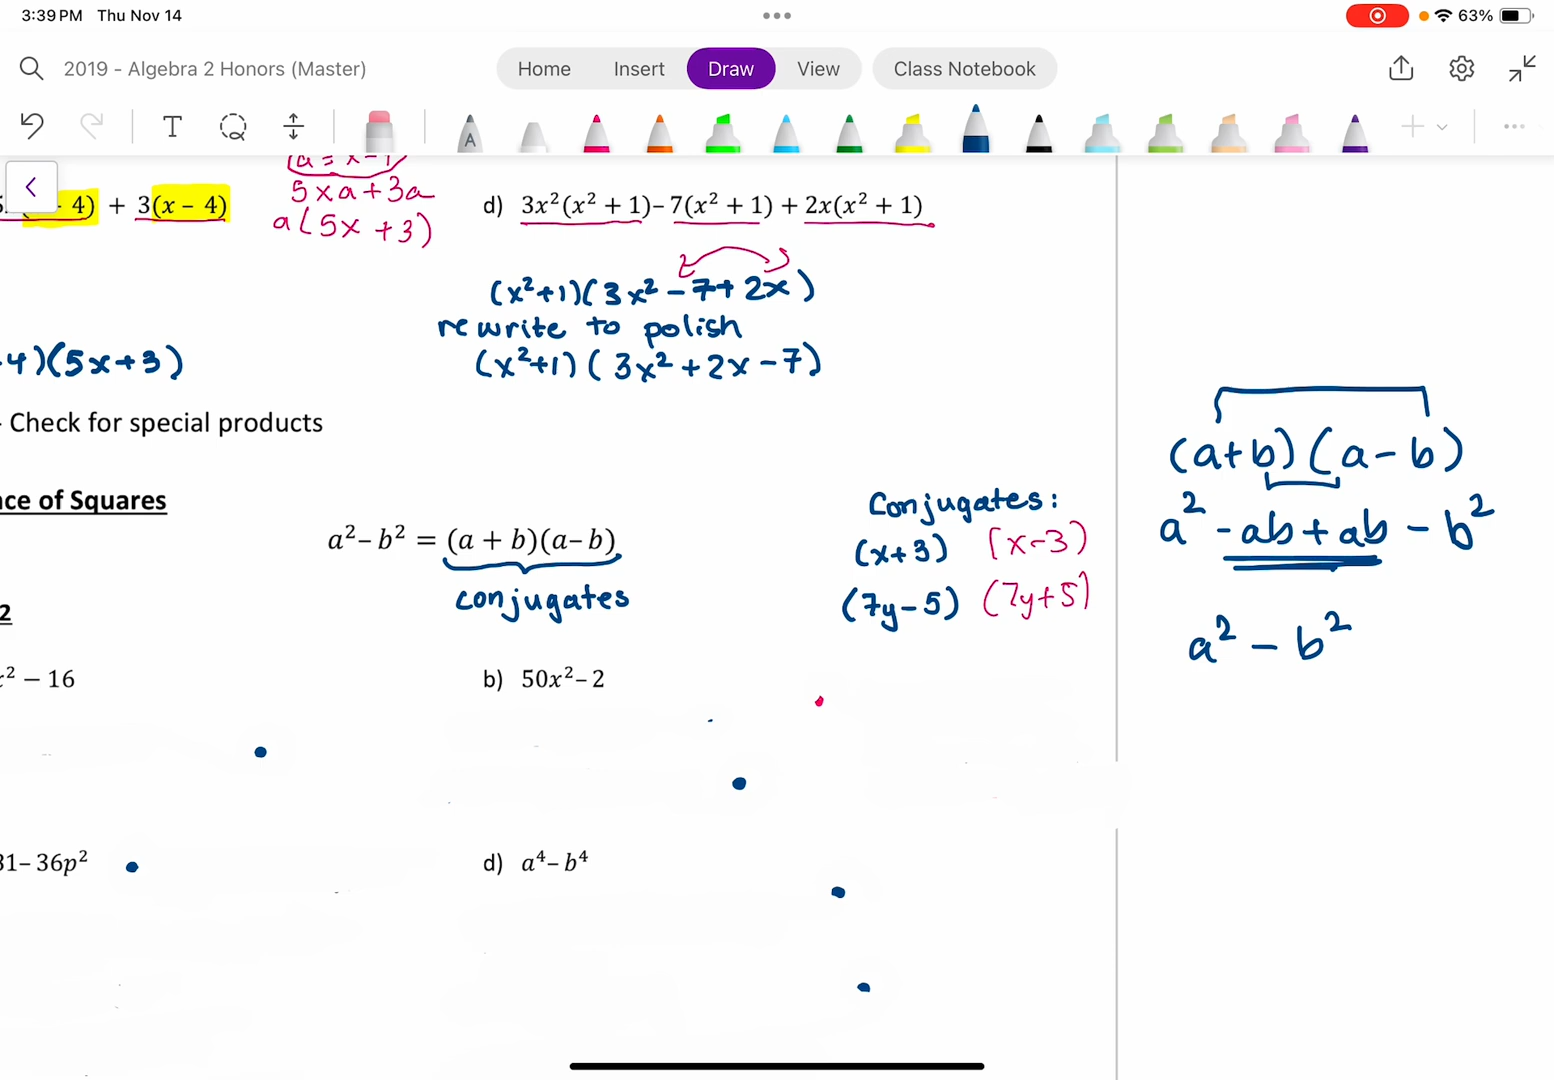 3:39 PM Thu Nov 14
63%
2019 - Algebra 2 Honors (Master)
Home Insert Draw View Class Notebook
T
A
(a = x-1)
5xa+3a
a(5x+3)
4) + 3(x – 4)
d) 3x²(x² + 1)– 7(x² + 1) + 2x(x² + 1)
(x²+1)(3x² - 7+ 2x)
rewrite to polish
(x²+1)(3x²+2x-7)
4)(5x+3)
- Check for special products
nce of Squares
a²– b² = (a + b)(a– b)
conjugates
Conjugates:
(x+3) (x-3)
(7y-5) (7y+5)
(a+b)(a-b)
a² -ab+ab - b²
a² - b²
2
x² – 16
b) 50x²– 2
81– 36p²
d) a⁴– b⁴